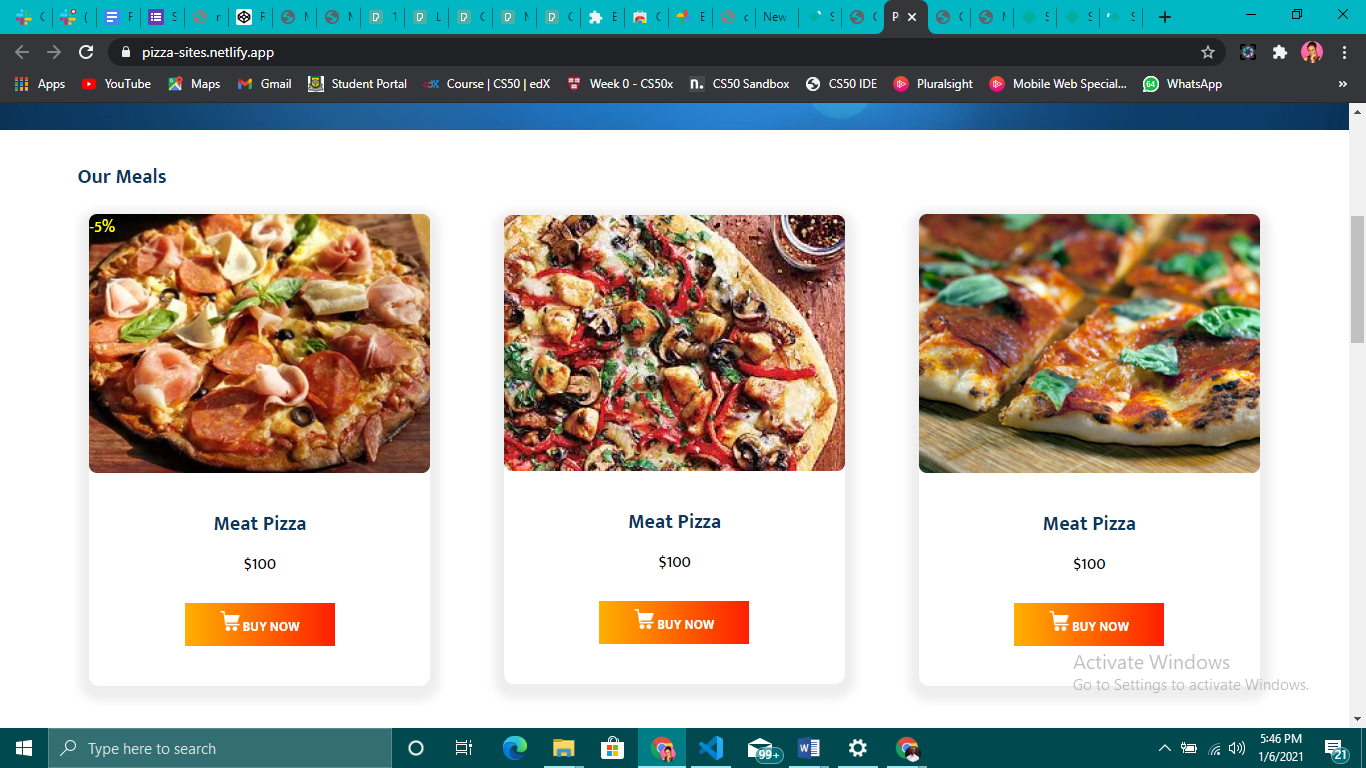 New
pizza-sites.netlify.app
Apps
YouTube
Maps
Gmail
Student Portal
Course | CS50 | edX
Week 0 - CS50x
CS50 Sandbox
CS50 IDE
Pluralsight
Mobile Web Special...
64
WhatsApp
»
Our Meals
-5%
Meat Pizza
$100
BUY NOW
Meat Pizza
$100
BUY NOW
Meat Pizza
$100
BUY NOW
Activate Windows
Go to Settings to activate Windows.
Type here to search
99+
5:46 PM
1/6/2021
21